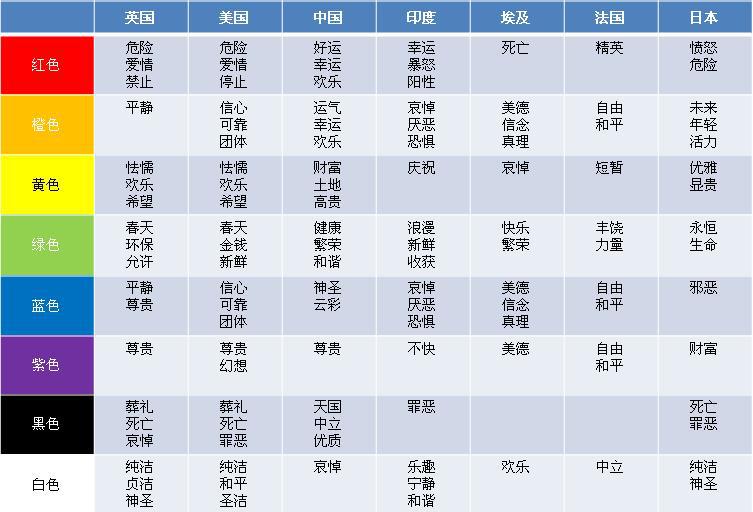 英国 美国 中国 印度 埃及 法国 日本
红色 危险 危险 好运 幸运 死亡 精英 愤怒
爱情 爱情 幸运 暴怒 危险
禁止 停止 欢乐 阳性
橙色 平静 信心 运气 哀悼 美德 自由 未来
可靠 幸运 厌恶 信念 和平 年轻
团体 欢乐 恐惧 真理 活力
黄色 怯懦 怯懦 财富 庆祝 哀悼 短暂 优雅
欢乐 欢乐 土地 显贵
希望 希望 高贵
绿色 春天 春天 健康 浪漫 快乐 丰饶 永恒
环保 金钱 繁荣 新鲜 繁荣 力量 生命
允许 新鲜 和谐 收获
蓝色 平静 信心 神圣 哀悼 美德 自由 邪恶
尊贵 可靠 云彩 厌恶 信念 和平
团体 恐惧 真理
紫色 尊贵 尊贵 尊贵 不快 美德 自由 财富
幻想 和平
黑色 葬礼 葬礼 天国 罪恶 死亡
死亡 死亡 中立 罪恶
哀悼 罪恶 优质
白色 纯洁 纯洁 哀悼 乐趣 欢乐 中立 纯洁
贞洁 和平 宁静 神圣
神圣 圣洁 和谐